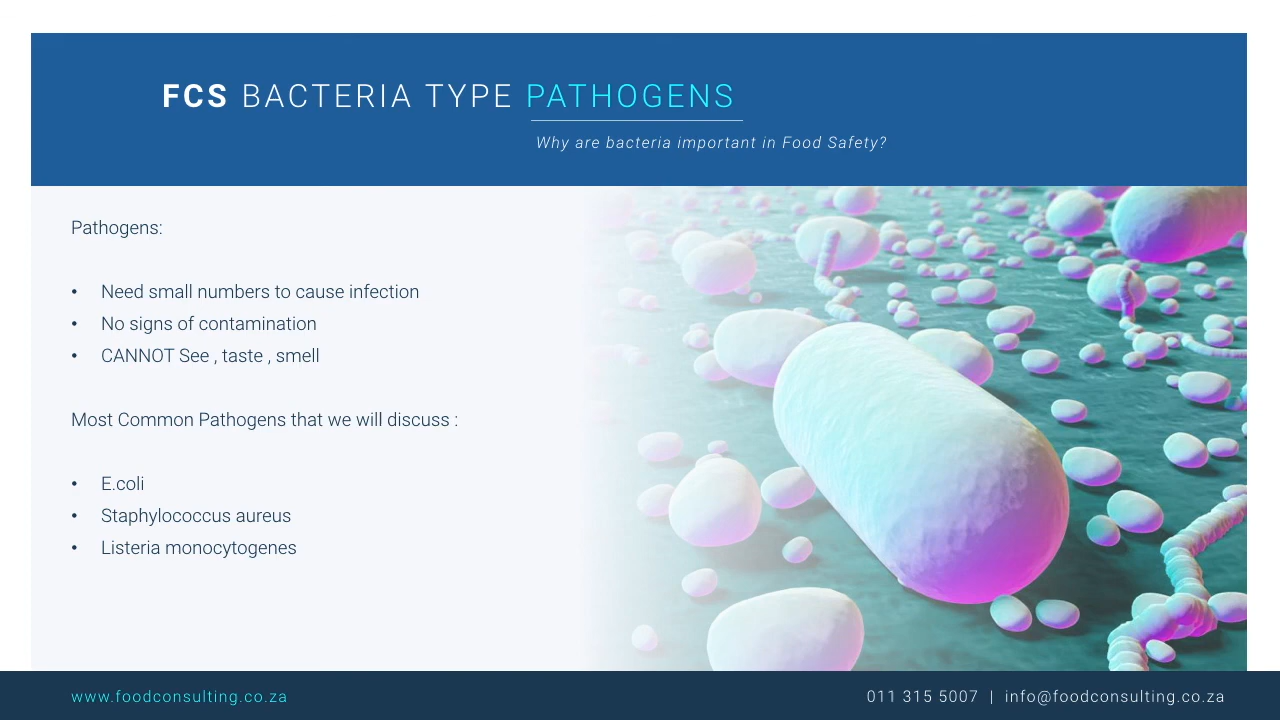 FCS BACTERIA TYPE PATHOGENS
Why are bacteria important in Food Safety?
Pathogens:
• Need small numbers to cause infection
• No signs of contamination
• CANNOT See , taste , smell
Most Common Pathogens that we will discuss :
• E.coli
• Staphylococcus aureus
• Listeria monocytogenes
www.foodconsulting.co.za
011 315 5007 | info@foodconsulting.co.za